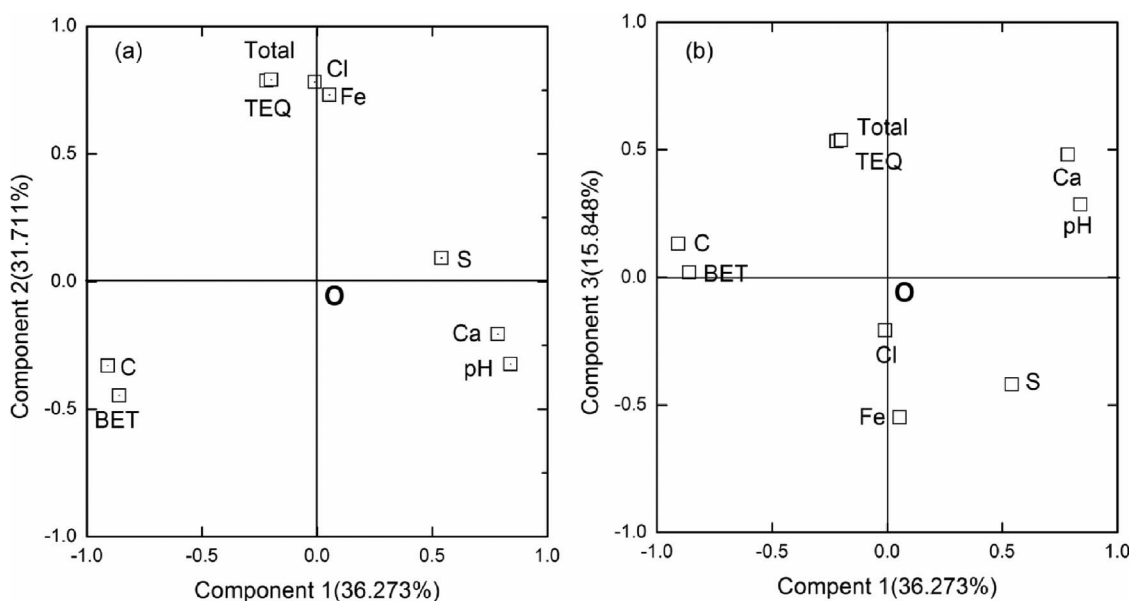 (a)
Total
TEQ
Cl
Fe
S
O
Ca
pH
C
BET
1.0
0.5
0.0
-0.5
-1.0
-1.0
-0.5
0.0
0.5
1.0
Component 2(31.711%)
Component 1(36.273%)
(b)
Total
TEQ
Ca
pH
C
BET
O
Cl
S
Fe
1.0
0.5
0.0
-0.5
-1.0
-1.0
-0.5
0.0
0.5
1.0
Component 3(15.848%)
Compent 1(36.273%)